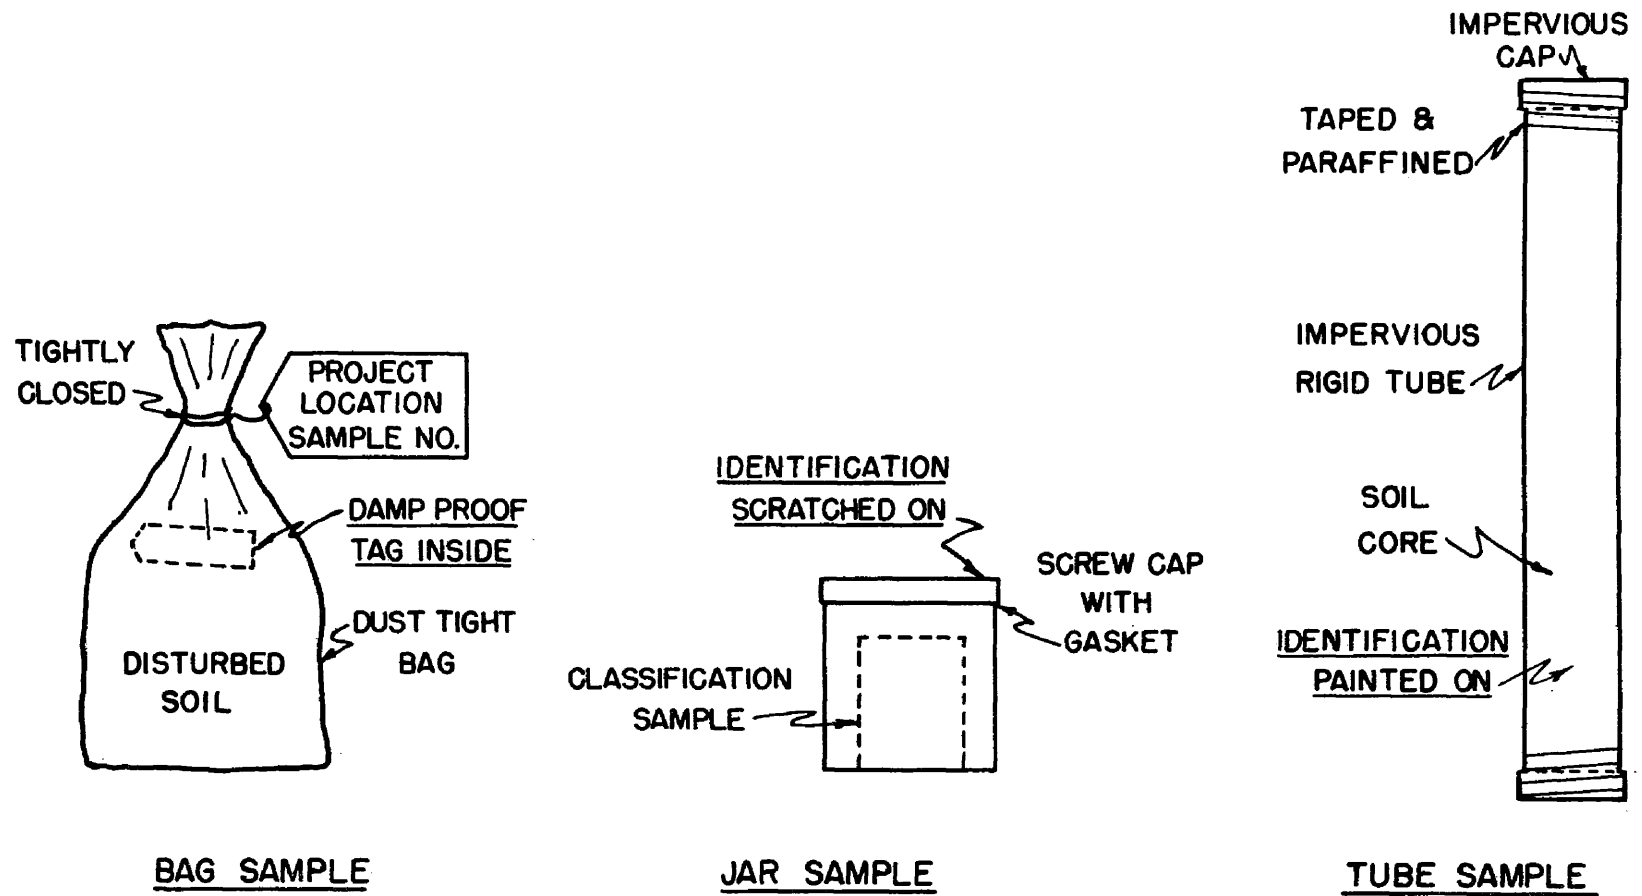 TIGHTLY
CLOSED
PROJECT
LOCATION
SAMPLE NO.
DAMP PROOF
TAG INSIDE
DUST TIGHT
BAG
DISTURBED
SOIL
BAG SAMPLE
IDENTIFICATION
SCRATCHED ON
SCREW CAP
WITH
GASKET
CLASSIFICATION
SAMPLE
JAR SAMPLE
IMPERVIOUS
CAP
TAPED &
PARAFFINED
IMPERVIOUS
RIGID TUBE
SOIL
CORE
IDENTIFICATION
PAINTED ON
TUBE SAMPLE